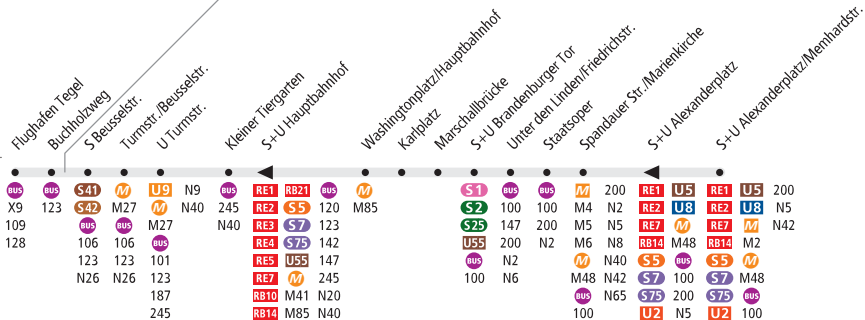 Flughafen Tegel
Buchholzweg
S Beusselstr.
Turmstr./Beusselstr.
U Turmstr.
Kleiner Tiergarten
S+U Hauptbahnhof
Washingtonplatz/Hauptbahnhof
Karlplatz
Marschallbrücke
S+U Brandenburger Tor
Unter den Linden/Friedrichstr.
Staatsoper
Spandauer Str./Marienkirche
S+U Alexanderplatz
S+U Alexanderplatz/Memhardstr.
BUS BUS S41 M U9 N9 BUS RE1 RB21 BUS M S1 BUS BUS M 200 RE1 U5 RE1 U5 200
X9 123 S42 M27 M N40 245 RE2 S5 120 M85 S2 100 100 M4 N2 RE2 U8 RE2 U8 N5
109 BUS BUS M27 N40 RE3 S7 123 S25 147 200 M5 N5 RE7 M RE7 M N42
128 106 106 BUS RE4 S75 142 U55 200 N2 M6 N8 RB14 M48 RB14 M2
123 123 101 RE5 U55 147 BUS N2 M N40 S5 BUS S5 M
N26 N26 123 RE7 M 245 100 N6 M48 N42 S7 100 S7 M48
187 RB10 M41 N20 BUS N65 S75 200 S75 BUS
245 RB14 M85 N40 100 U2 N5 U2 100